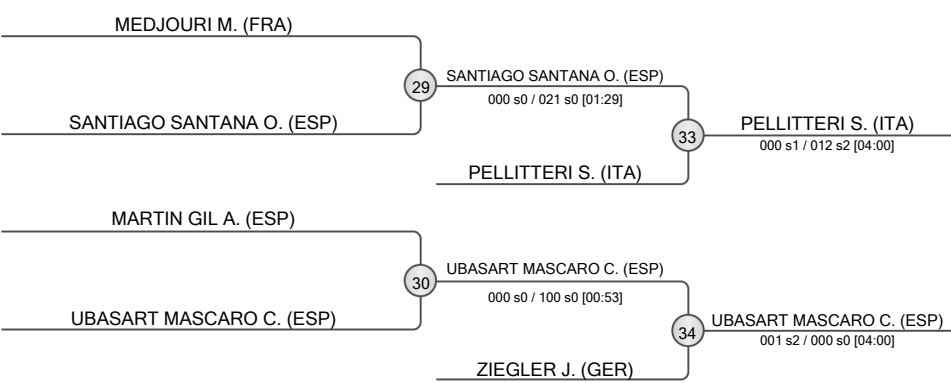 MEDJOURI M. (FRA)
29
SANTIAGO SANTANA O. (ESP)
000 s0 / 021 s0 [01:29]
SANTIAGO SANTANA O. (ESP)
33
PELLITTERI S. (ITA)
000 s1 / 012 s2 [04:00]
PELLITTERI S. (ITA)
MARTIN GIL A. (ESP)
30
UBASART MASCARO C. (ESP)
000 s0 / 100 s0 [00:53]
UBASART MASCARO C. (ESP)
34
UBASART MASCARO C. (ESP)
001 s2 / 000 s0 [04:00]
ZIEGLER J. (GER)